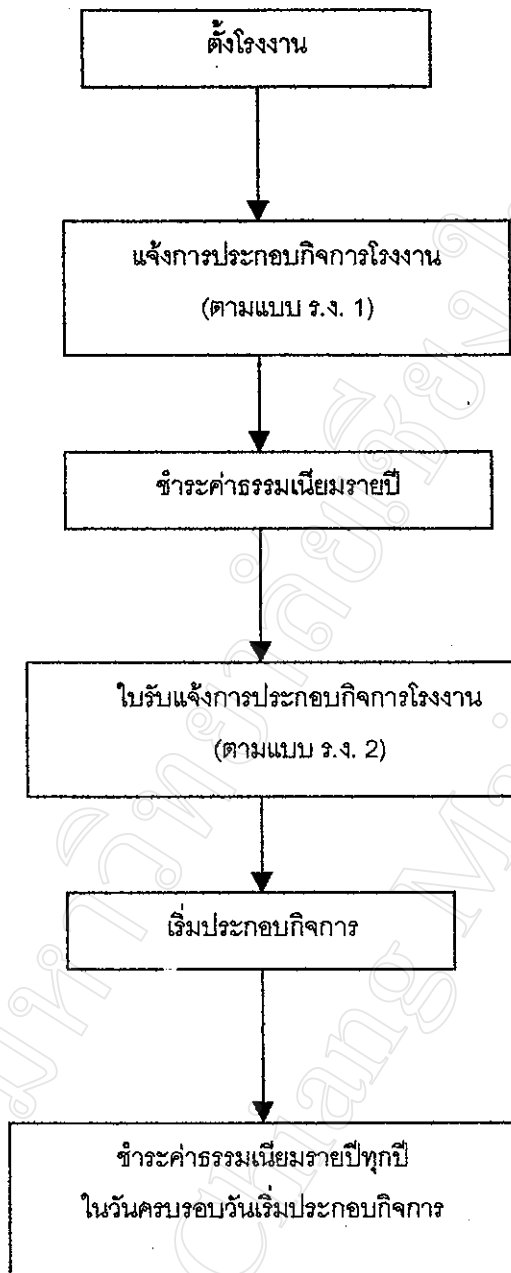 ตั้งโรงงาน
แจ้งการประกอบกิจการโรงงาน
(ตามแบบ ร.ง. 1)
ชำระค่าธรรมเนียมรายปี
ใบรับแจ้งการประกอบกิจการโรงงาน
(ตามแบบ ร.ง. 2)
เริ่มประกอบกิจการ
ชำระค่าธรรมเนียมรายปีทุกปี
ในวันครบรอบวันเริ่มประกอบกิจการ